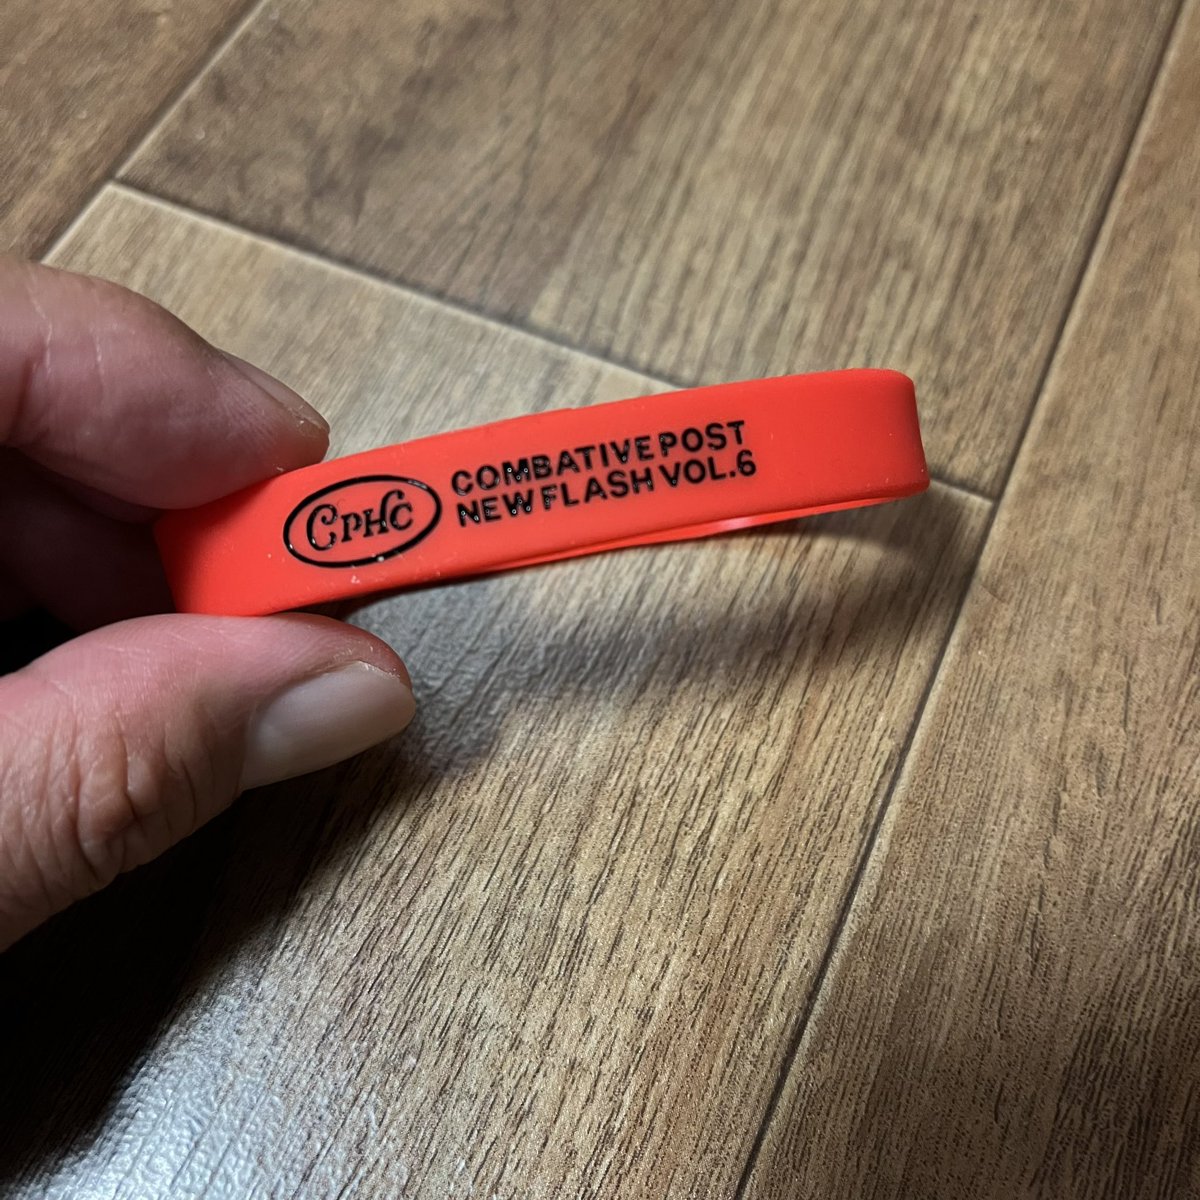 CPHC
COMBATIVE POST
NEW FLASH VOL.6